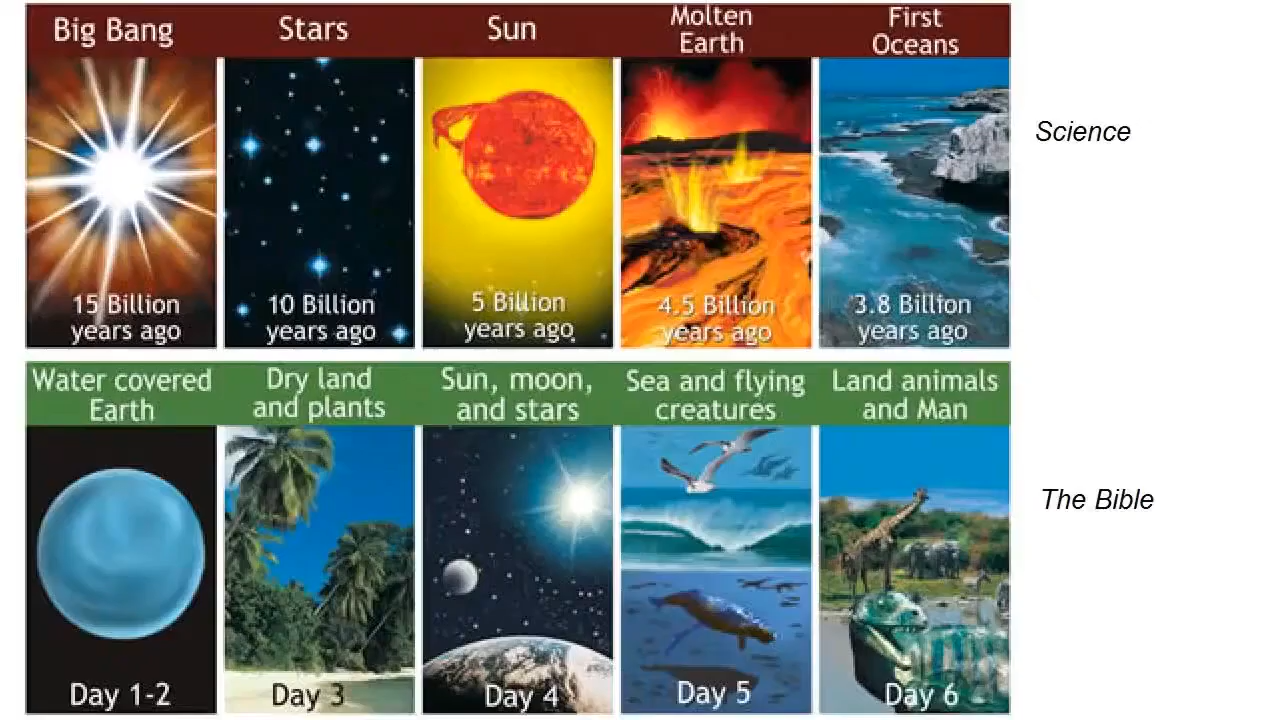 Big Bang
Stars
Sun
Molten
Earth
First
Oceans
15 Billion
years ago
10 Billion
years ago
5 Billion
years ago
4.5 Billion
years ago
3.8 Billion
years ago
Science
Water covered
Earth
Dry land
and plants
Sun, moon,
and stars
Sea and flying
creatures
Land animals
and Man
Day 1-2
Day 3
Day 4
Day 5
Day 6
The Bible